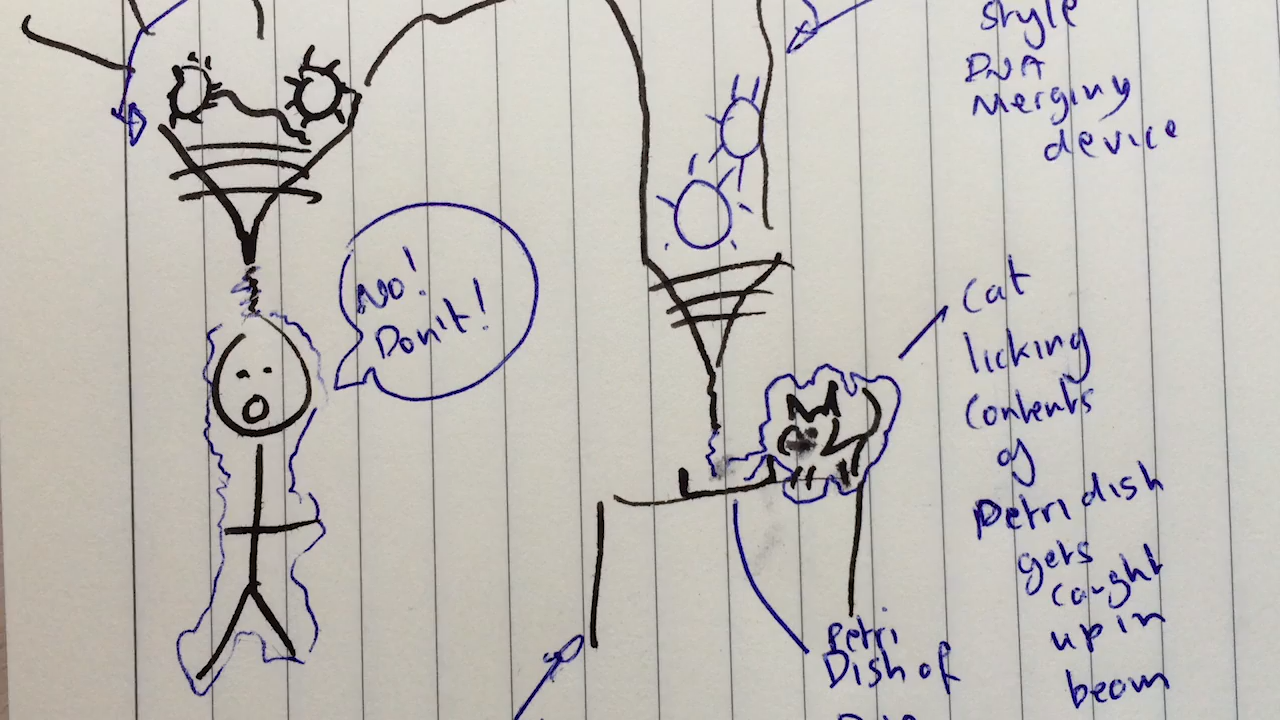 style
DNA
Merging
device
No!
Don't!
Cat
licking
contents
of
Petri dish
gets
caught
up in
beam
Petri
Dish of